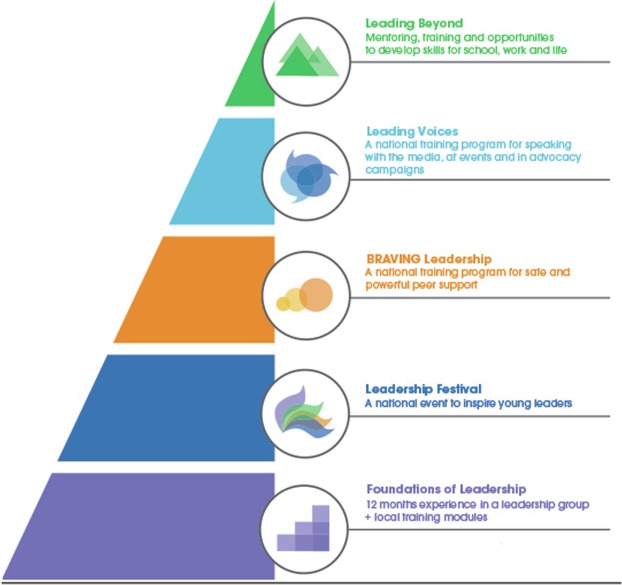 Leading Beyond
Mentoring, training and opportunities
to develop skills for school, work and life
Leading Voices
A national training program for speaking
with the media, at events and in advocacy
campaigns
BRAVING Leadership
A national training program for safe and
powerful peer support
Leadership Festival
A national event to inspire young leaders
Foundations of Leadership
12 months experience in a leadership group
+ local training modules